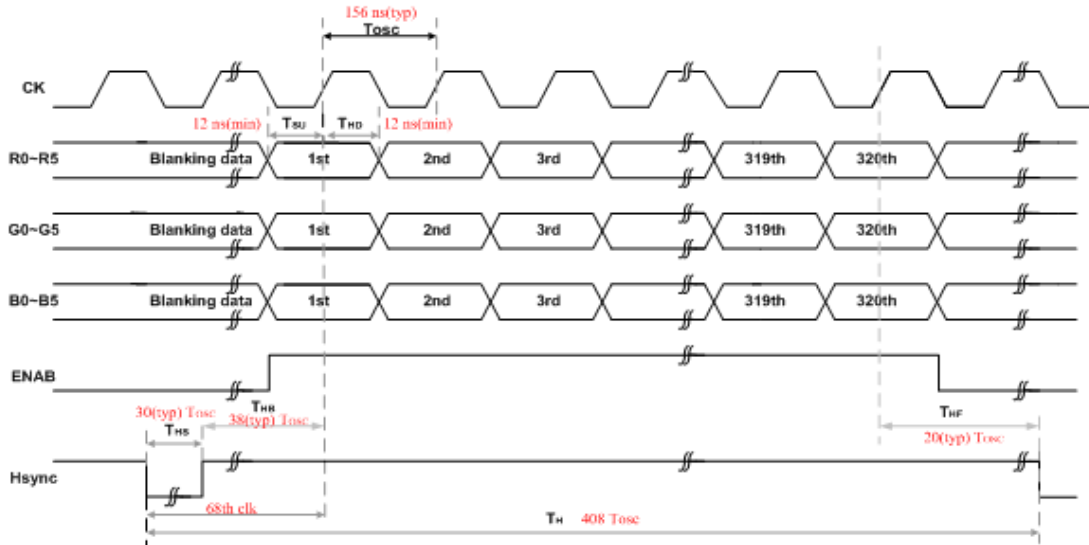 156 ns(typ)
Tosc
CK
12 ns(min) TSU THD 12 ns(min)
R0~R5 Blanking data 1st 2nd 3rd 319th 320th
G0~G5 Blanking data 1st 2nd 3rd 319th 320th
B0~B5 Blanking data 1st 2nd 3rd 319th 320th
ENAB
30(typ) Tosc THB THF
THS 38(typ) Tosc 20(typ) Tosc
Hsync
68th clk
TH 408 Tosc